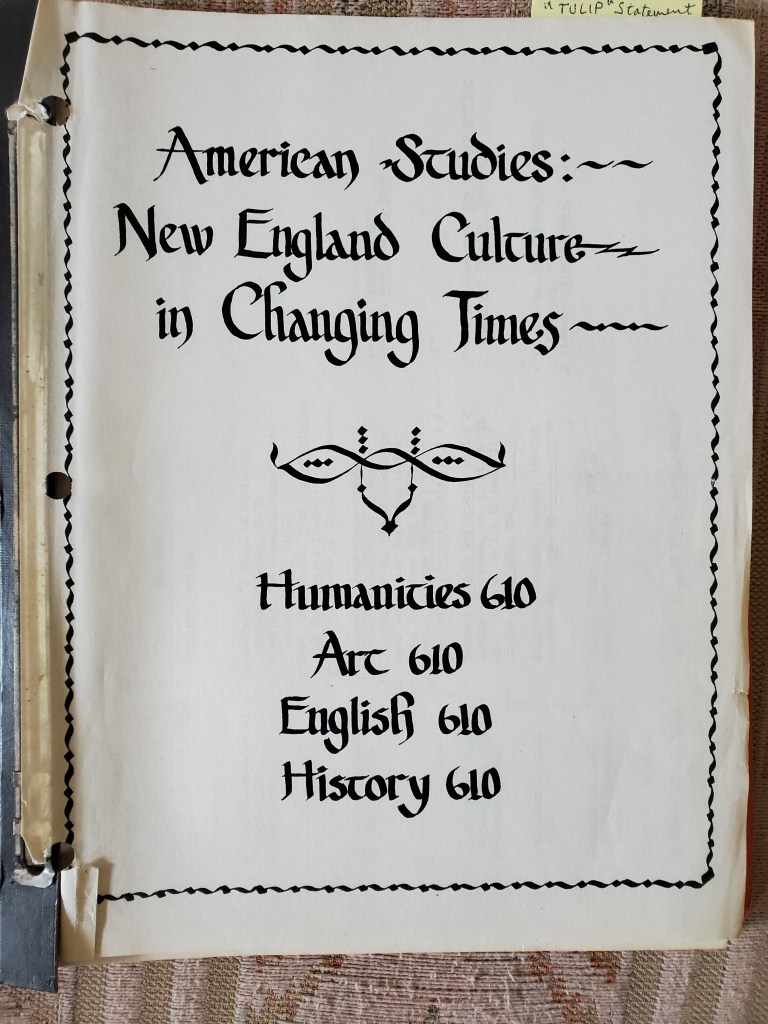 "TULIP" Statement
American Studies:~~
New England Culture
in Changing Times
Humanities 610
Art 610
English 610
History 610